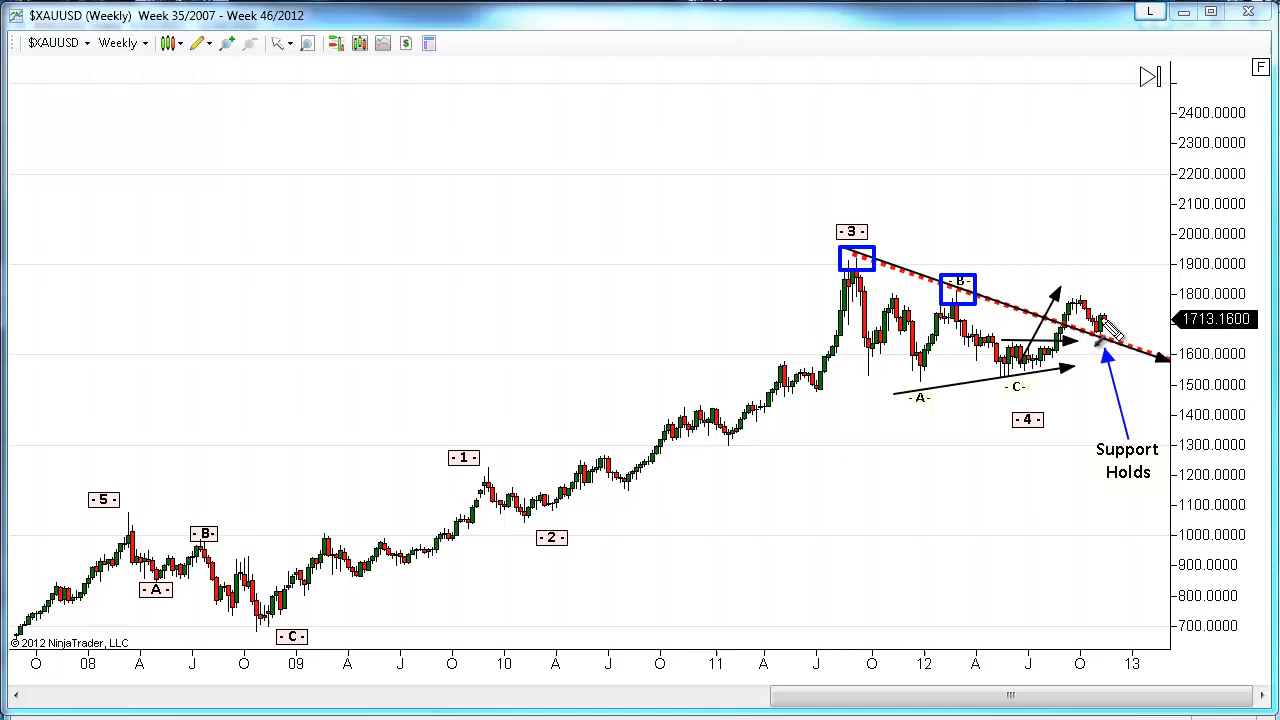 $XAUUSD (Weekly) Week 35/2007 - Week 46/2012
L
$XAUUSD Weekly
$
F
2400.0000
2300.0000
2200.0000
2100.0000
2000.0000
1900.0000
1800.0000
1713.1600
1600.0000
1500.0000
1400.0000
1300.0000
1200.0000
1100.0000
1000.0000
900.0000
800.0000
700.0000
- 3 -
- B -
- A -
- C -
- 4 -
Support
Holds
- 1 -
- 2 -
- 5 -
- B -
- A -
- C -
© 2012 NinjaTrader, LLC
O 08 A J O 09 A J O 10 A J O 11 A J O 12 A J O 13